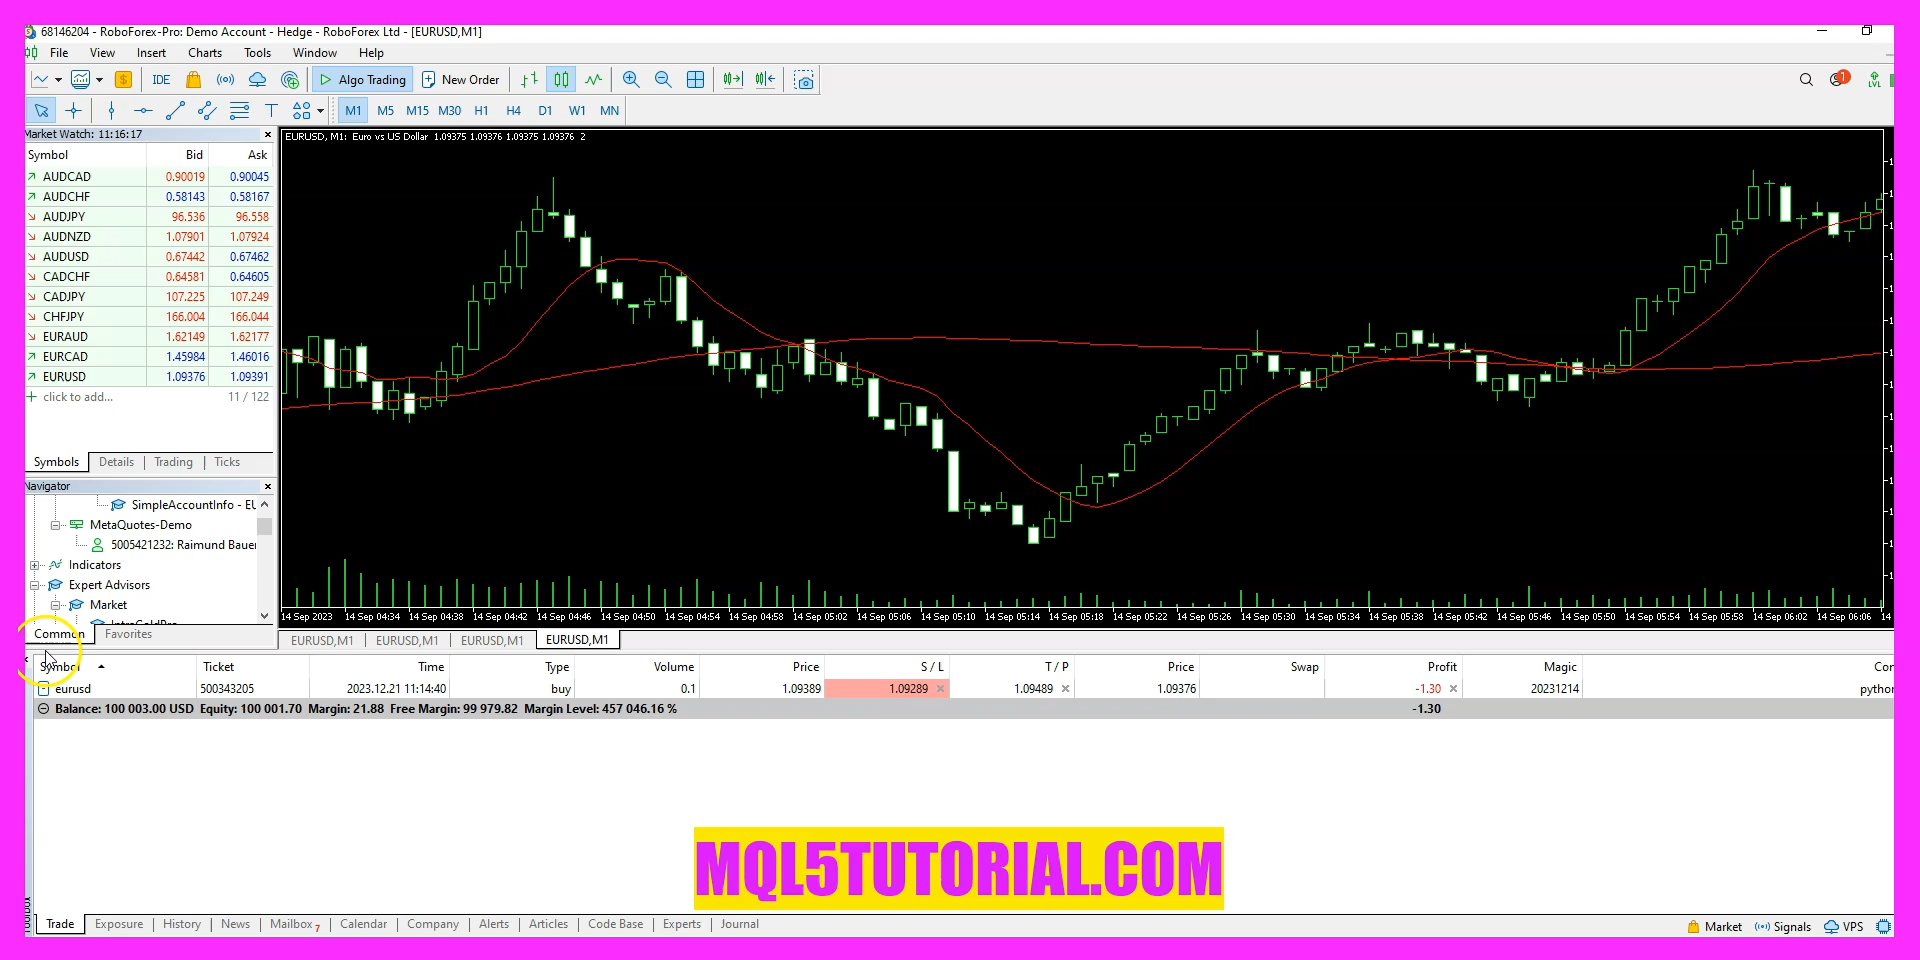 68146204 - RoboForex-Pro: Demo Account - Hedge - RoboForex Ltd - [EURUSD,M1]
File View Insert Charts Tools Window Help
$ IDE Algo Trading New Order 1 LVL
T M1 M5 M15 M30 H1 H4 D1 W1 MN
Market Watch: 11:16:17
Symbol Bid Ask
AUDCAD 0.90019 0.90045
AUDCHF 0.58143 0.58167
AUDJPY 96.536 96.558
AUDNZD 1.07901 1.07924
AUDUSD 0.67442 0.67462
CADCHF 0.64581 0.64605
CADJPY 107.225 107.249
CHFJPY 166.004 166.044
EURAUD 1.62149 1.62177
EURCAD 1.45984 1.46016
EURUSD 1.09376 1.09391
click to add... 11 / 122
Symbols Details Trading Ticks
Navigator
SimpleAccountInfo - EU
MetaQuotes-Demo
5005421232: Raimund Bauer
Indicators
Expert Advisors
Market
Common Favorites
EURUSD, M1: Euro vs US Dollar 1.09375 1.09376 1.09375 1.09376 2
14 Sep 2023 14 Sep 04:34 14 Sep 04:38 14 Sep 04:42 14 Sep 04:46 14 Sep 04:50 14 Sep 04:54 14 Sep 04:58 14 Sep 05:02 14 Sep 05:06 14 Sep 05:10 14 Sep 05:14 14 Sep 05:18 14 Sep 05:22 14 Sep 05:26 14 Sep 05:30 14 Sep 05:34 14 Sep 05:38 14 Sep 05:42 14 Sep 05:46 14 Sep 05:50 14 Sep 05:54 14 Sep 05:58 14 Sep 06:02 14 Sep 06:06 14
EURUSD,M1 EURUSD,M1 EURUSD,M1 EURUSD,M1
Symbol Ticket Time Type Volume Price S / L T / P Price Swap Profit Magic Con
eurusd 500343205 2023.12.21 11:14:40 buy 0.1 1.09389 1.09289 1.09489 1.09376 -1.30 20231214 python
Balance: 100 003.00 USD Equity: 100 001.70 Margin: 21.88 Free Margin: 99 979.82 Margin Level: 457 046.16 % -1.30
MQL5TUTORIAL.COM
Trade Exposure History News Mailbox 7 Calendar Company Alerts Articles Code Base Experts Journal
Market Signals VPS